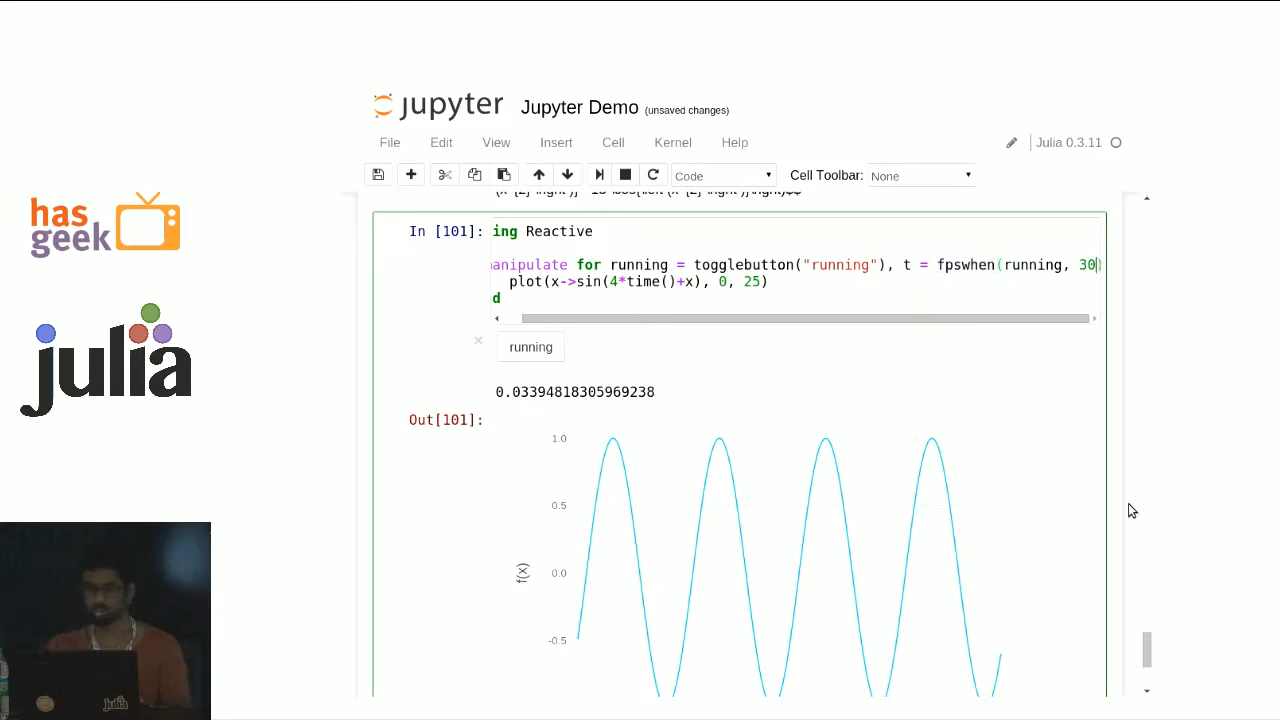 jupyter Jupyter Demo (unsaved changes)
File Edit View Insert Cell Kernel Help Julia 0.3.11
Code Cell Toolbar: None
has
geek
julia
In [101]: ing Reactive
anipulate for running = togglebutton("running"), t = fpswhen(running, 30)
plot(x->sin(4*time()+x), 0, 25)
d
× running
0.03394818305969238
Out[101]:
1.0
0.5
f(x)
0.0
-0.5
julia